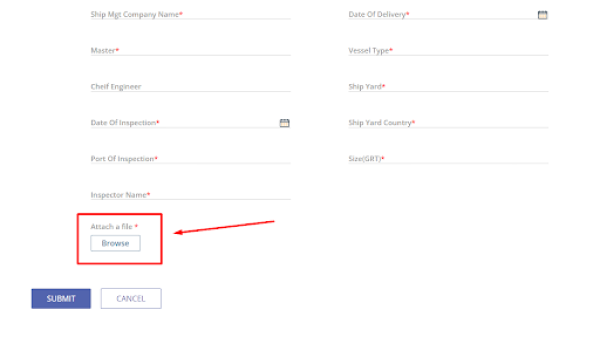 Ship Mgt Company Name*
Date Of Delivery*
Master*
Vessel Type*
Cheif Engineer
Ship Yard*
Date Of Inspection*
Ship Yard Country*
Port Of Inspection*
Size(GRT)*
Inspector Name*
Attach a file *
Browse
SUBMIT
CANCEL